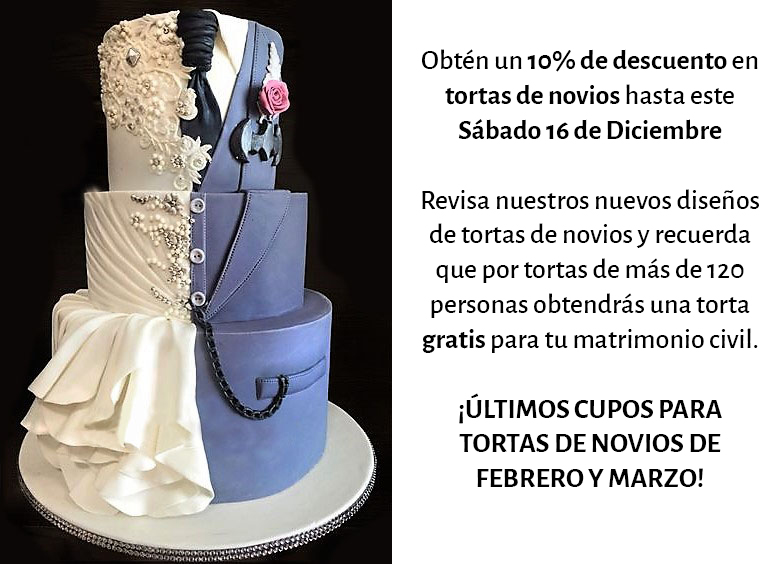 Obtén un 10% de descuento en
tortas de novios hasta este
Sábado 16 de Diciembre
Revisa nuestros nuevos diseños
de tortas de novios y recuerda
que por tortas de más de 120
personas obtendrás una torta
gratis para tu matrimonio civil.
¡ÚLTIMOS CUPOS PARA
TORTAS DE NOVIOS DE
FEBRERO Y MARZO!